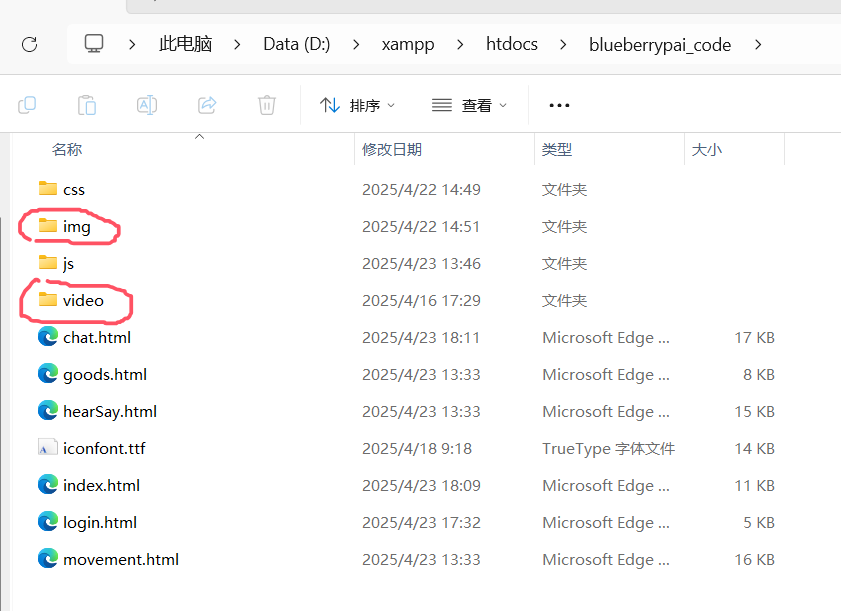 此电脑 > Data (D:) > xampp > htdocs > blueberrypai_code >
排序 查看 •••
名称 修改日期 类型 大小
css 2025/4/22 14:49 文件夹
img 2025/4/22 14:51 文件夹
js 2025/4/23 13:46 文件夹
video 2025/4/16 17:29 文件夹
chat.html 2025/4/23 18:11 Microsoft Edge ... 17 KB
goods.html 2025/4/23 13:33 Microsoft Edge ... 8 KB
hearSay.html 2025/4/23 13:33 Microsoft Edge ... 15 KB
iconfont.ttf 2025/4/18 9:18 TrueType 字体文件 14 KB
index.html 2025/4/23 18:09 Microsoft Edge ... 11 KB
login.html 2025/4/23 17:32 Microsoft Edge ... 5 KB
movement.html 2025/4/23 13:33 Microsoft Edge ... 16 KB